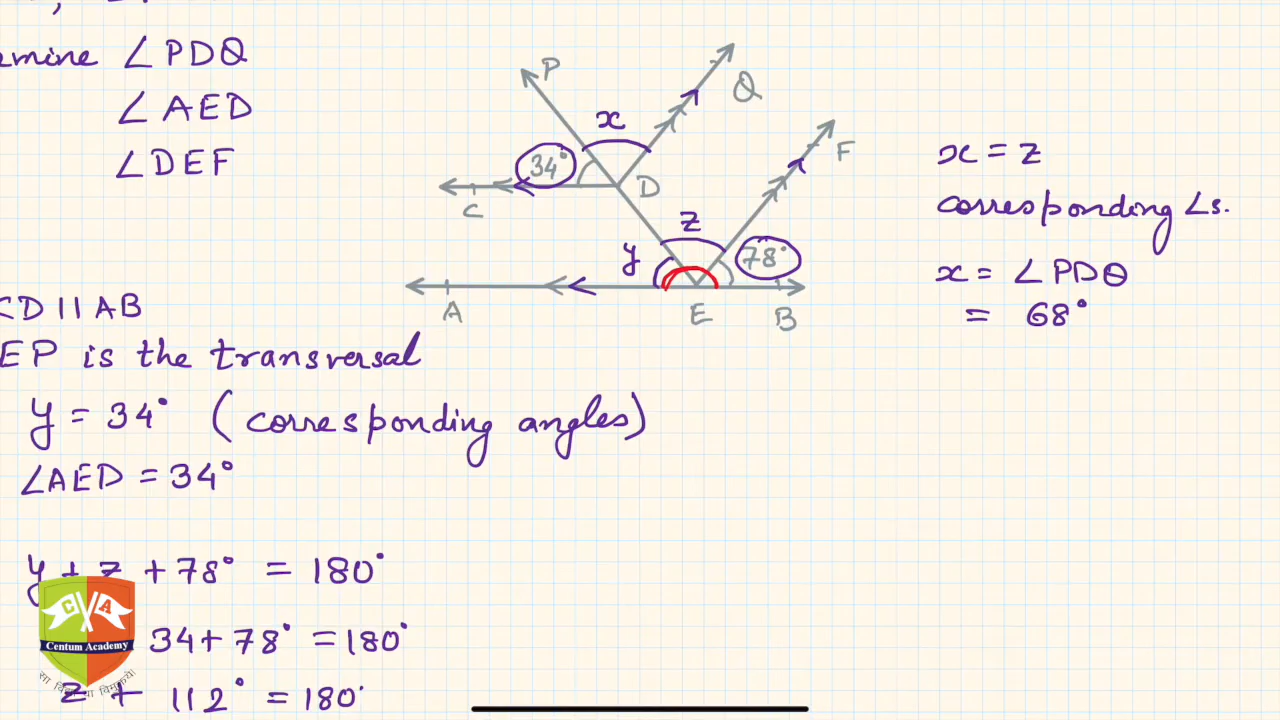 emine ∠PDQ
∠AED
∠DEF
P
Q
x
34°
D
C
F
z
y
78°
A
E
B
x = z
corresponding ∠s.
x = ∠PDQ
= 68°
CD || AB
EP is the transversal
y = 34° (corresponding angles)
∠AED = 34°
y + z + 78° = 180°
34 + 78° = 180°
z + 112° = 180°
C A
Centum Academy